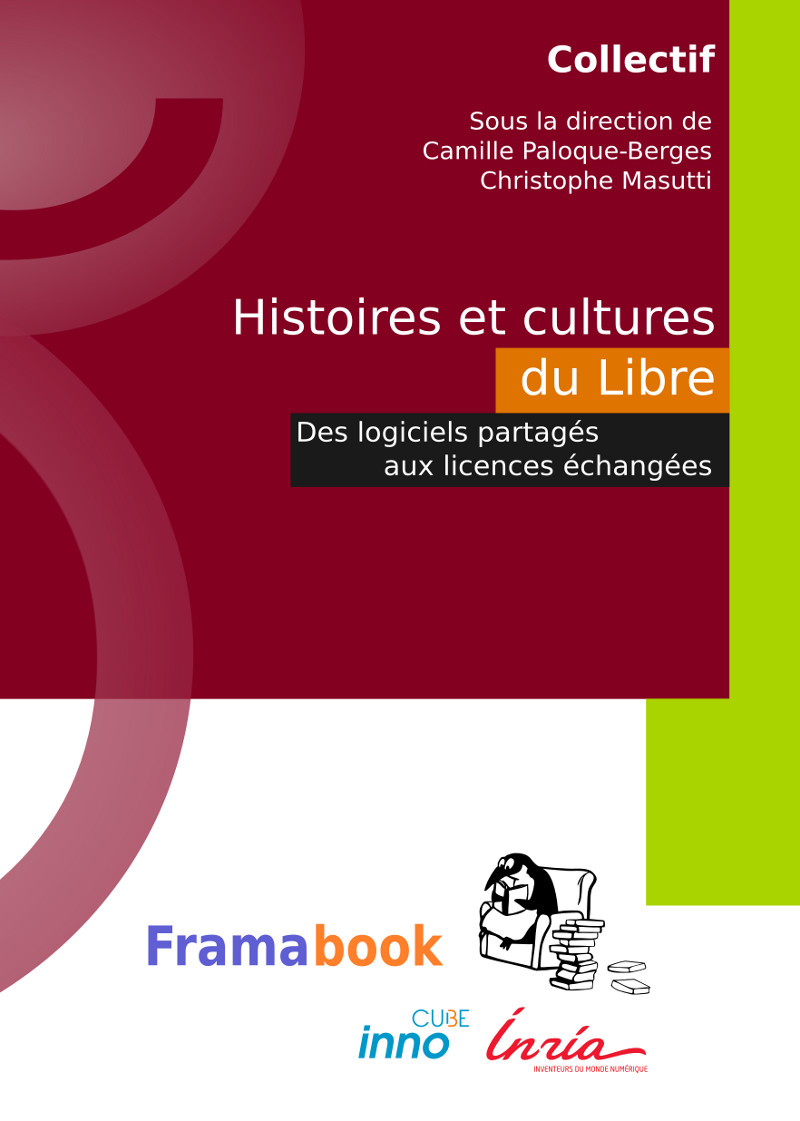 Collectif
Sous la direction de
Camille Paloque-Berges
Christophe Masutti
Histoires et cultures
du Libre
Des logiciels partagés
aux licences échangées
Framabook
CUBE
inno
Inría
INVENTEURS DU MONDE NUMÉRIQUE